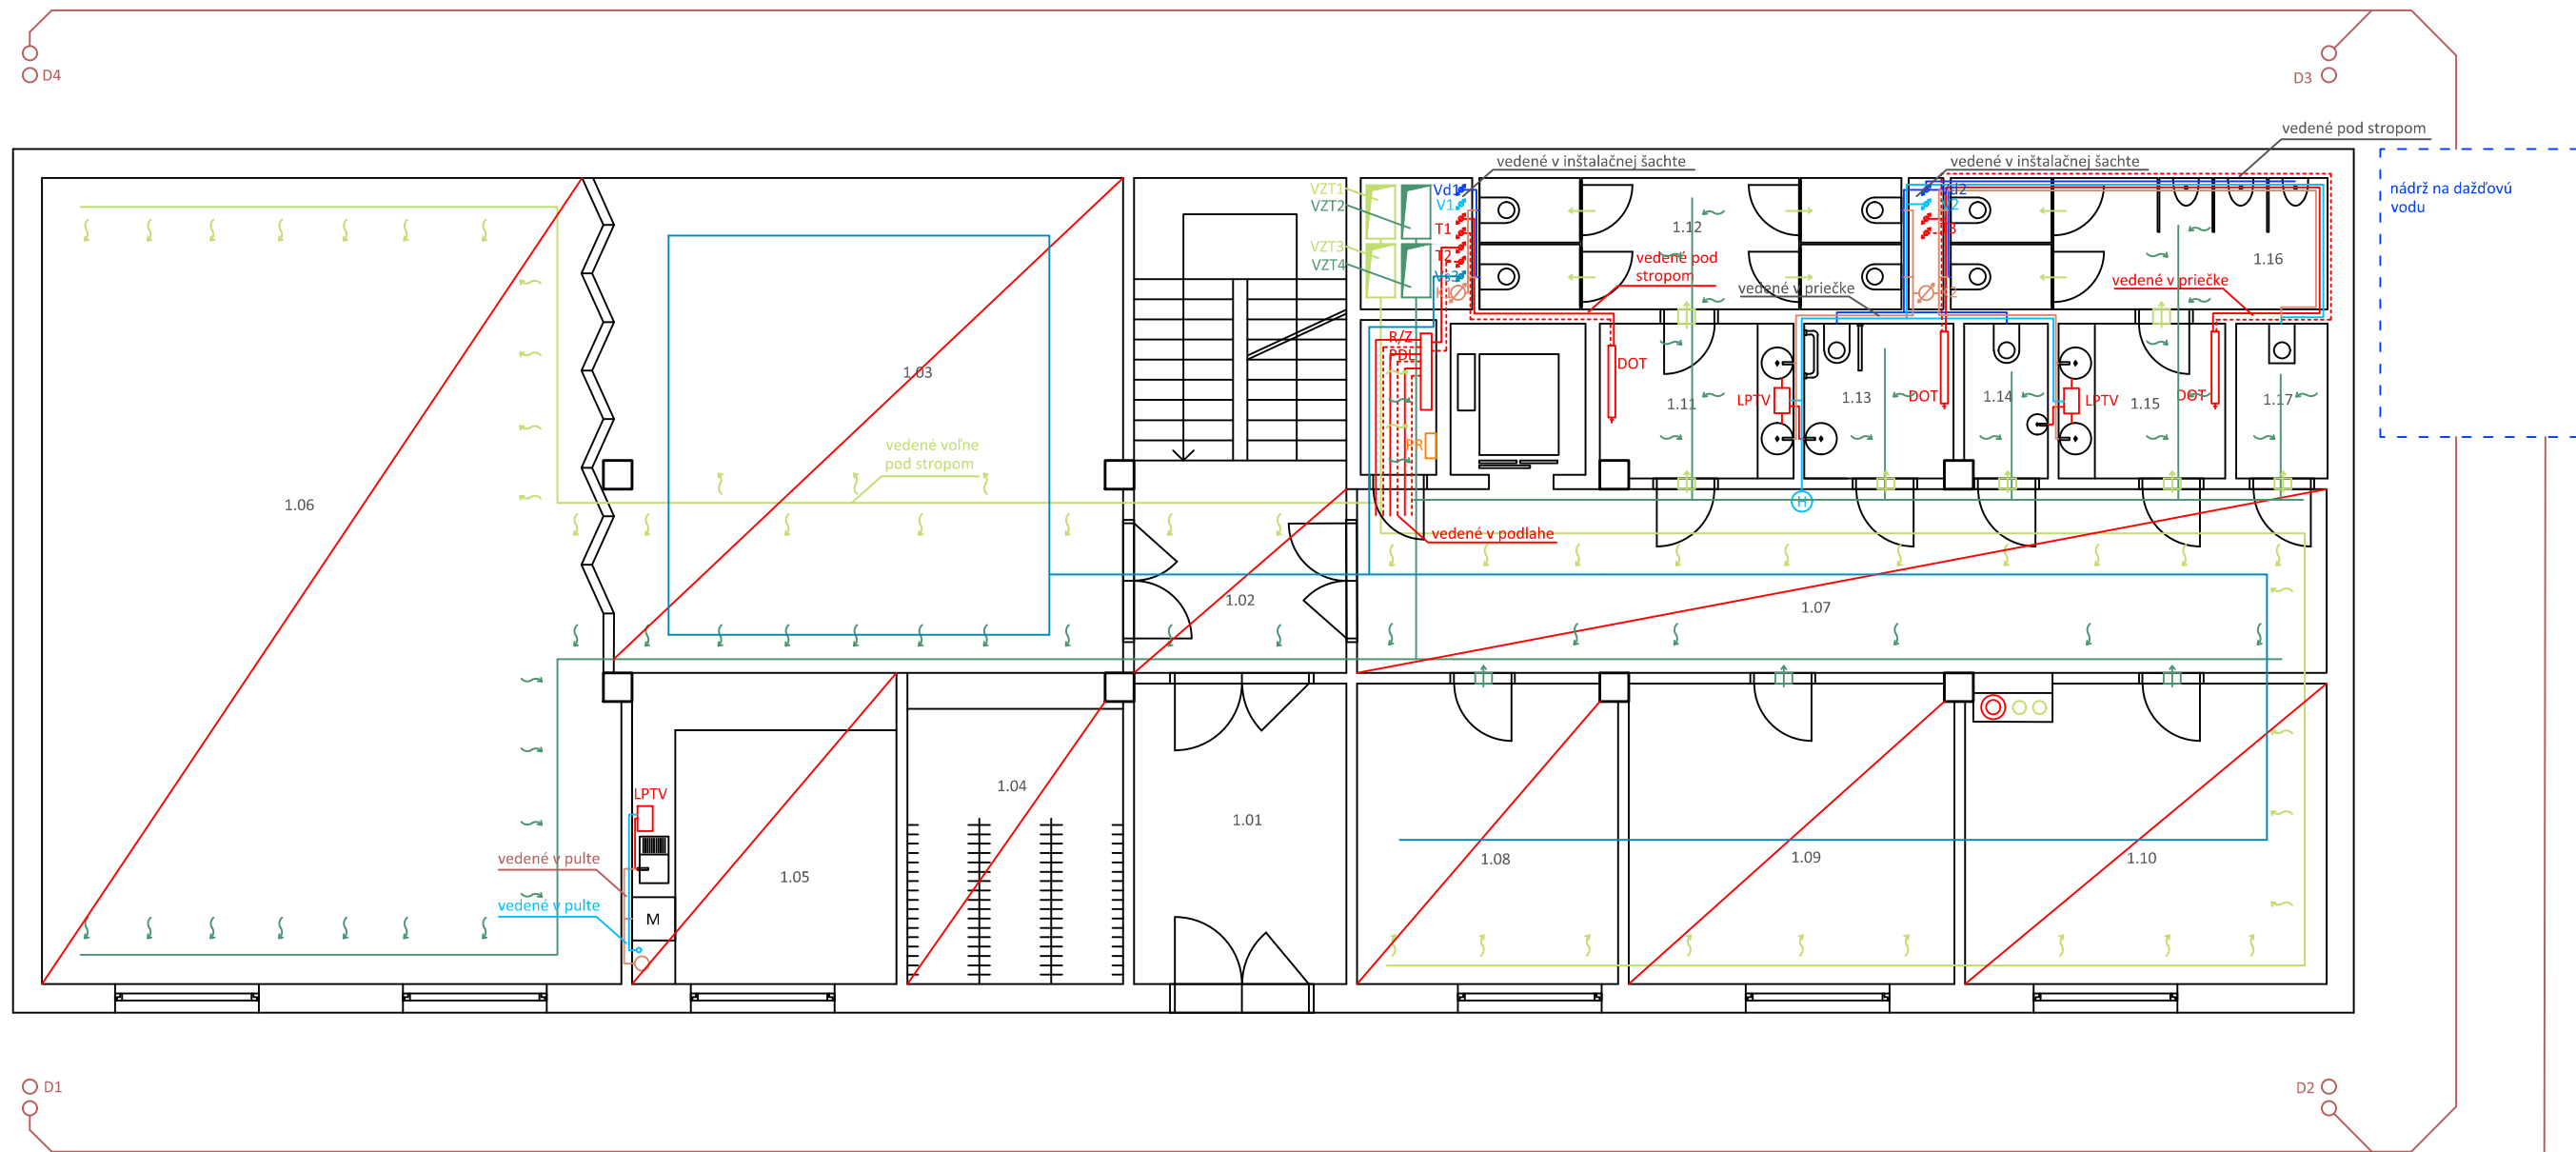 D4
D3
vedené pod stropom
vedené v inštalačnej šachte
vedené v inštalačnej šachte
nádrž na dažďovú
vodu
VZT1
VZT2
VZT3
VZT4
Vd1
V1
T1
T2
1.12
vedené pod
stropom
vedené v priečke
vedené v priečke
1.16
R/Z
PDL
1.03
DOT
LPTV
1.11
1.13
DOT
1.14
LPTV
1.15
DOT
1.17
vedené voľne
pod stropom
1.06
H
vedené v podlahe
1.02
1.07
LPTV
1.04
1.01
1.05
vedené v pulte
vedené v pulte
M
1.08
1.09
1.10
D1
D2